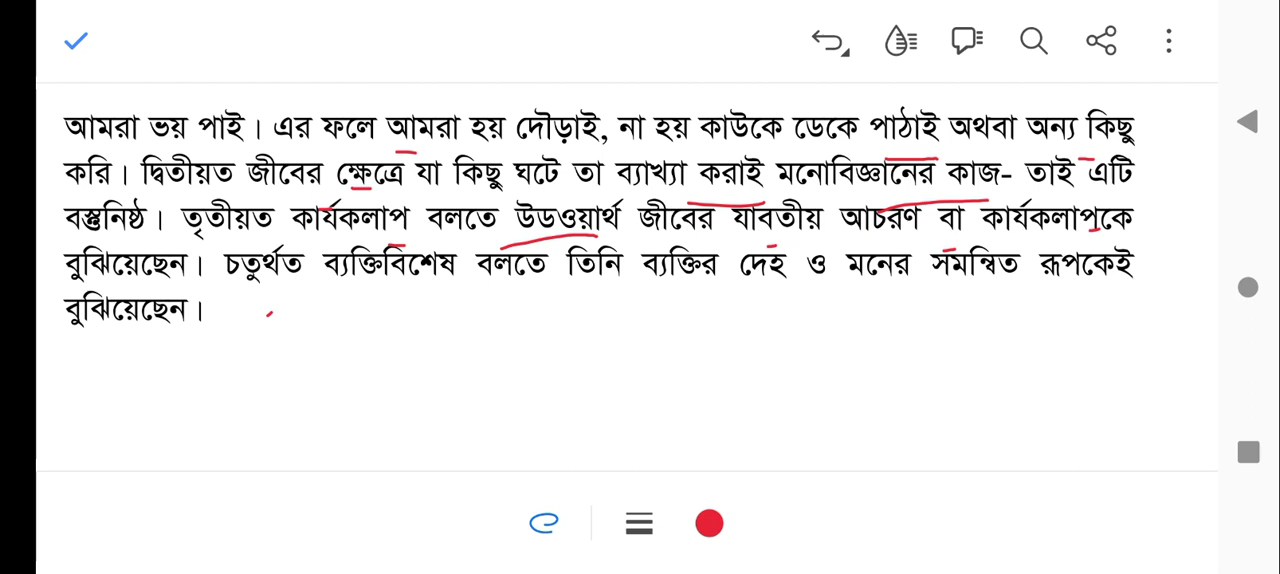 আমরা ভয় পাই। এর ফলে আমরা হয় দৌড়াই, না হয় কাউকে ডেকে পাঠাই অথবা অন্য কিছু
করি। দ্বিতীয়ত জীবের ক্ষেত্রে যা কিছু ঘটে তা ব্যাখ্যা করাই মনোবিজ্ঞানের কাজ- তাই এটি
বস্তুনিষ্ঠ। তৃতীয়ত কার্যকলাপ বলতে উডওয়ার্থ জীবের যাবতীয় আচরণ বা কার্যকলাপকে
বুঝিয়েছেন। চতুর্থত ব্যক্তিবিশেষ বলতে তিনি ব্যক্তির দেহ ও মনের সমন্বিত রূপকেই
বুঝিয়েছেন।